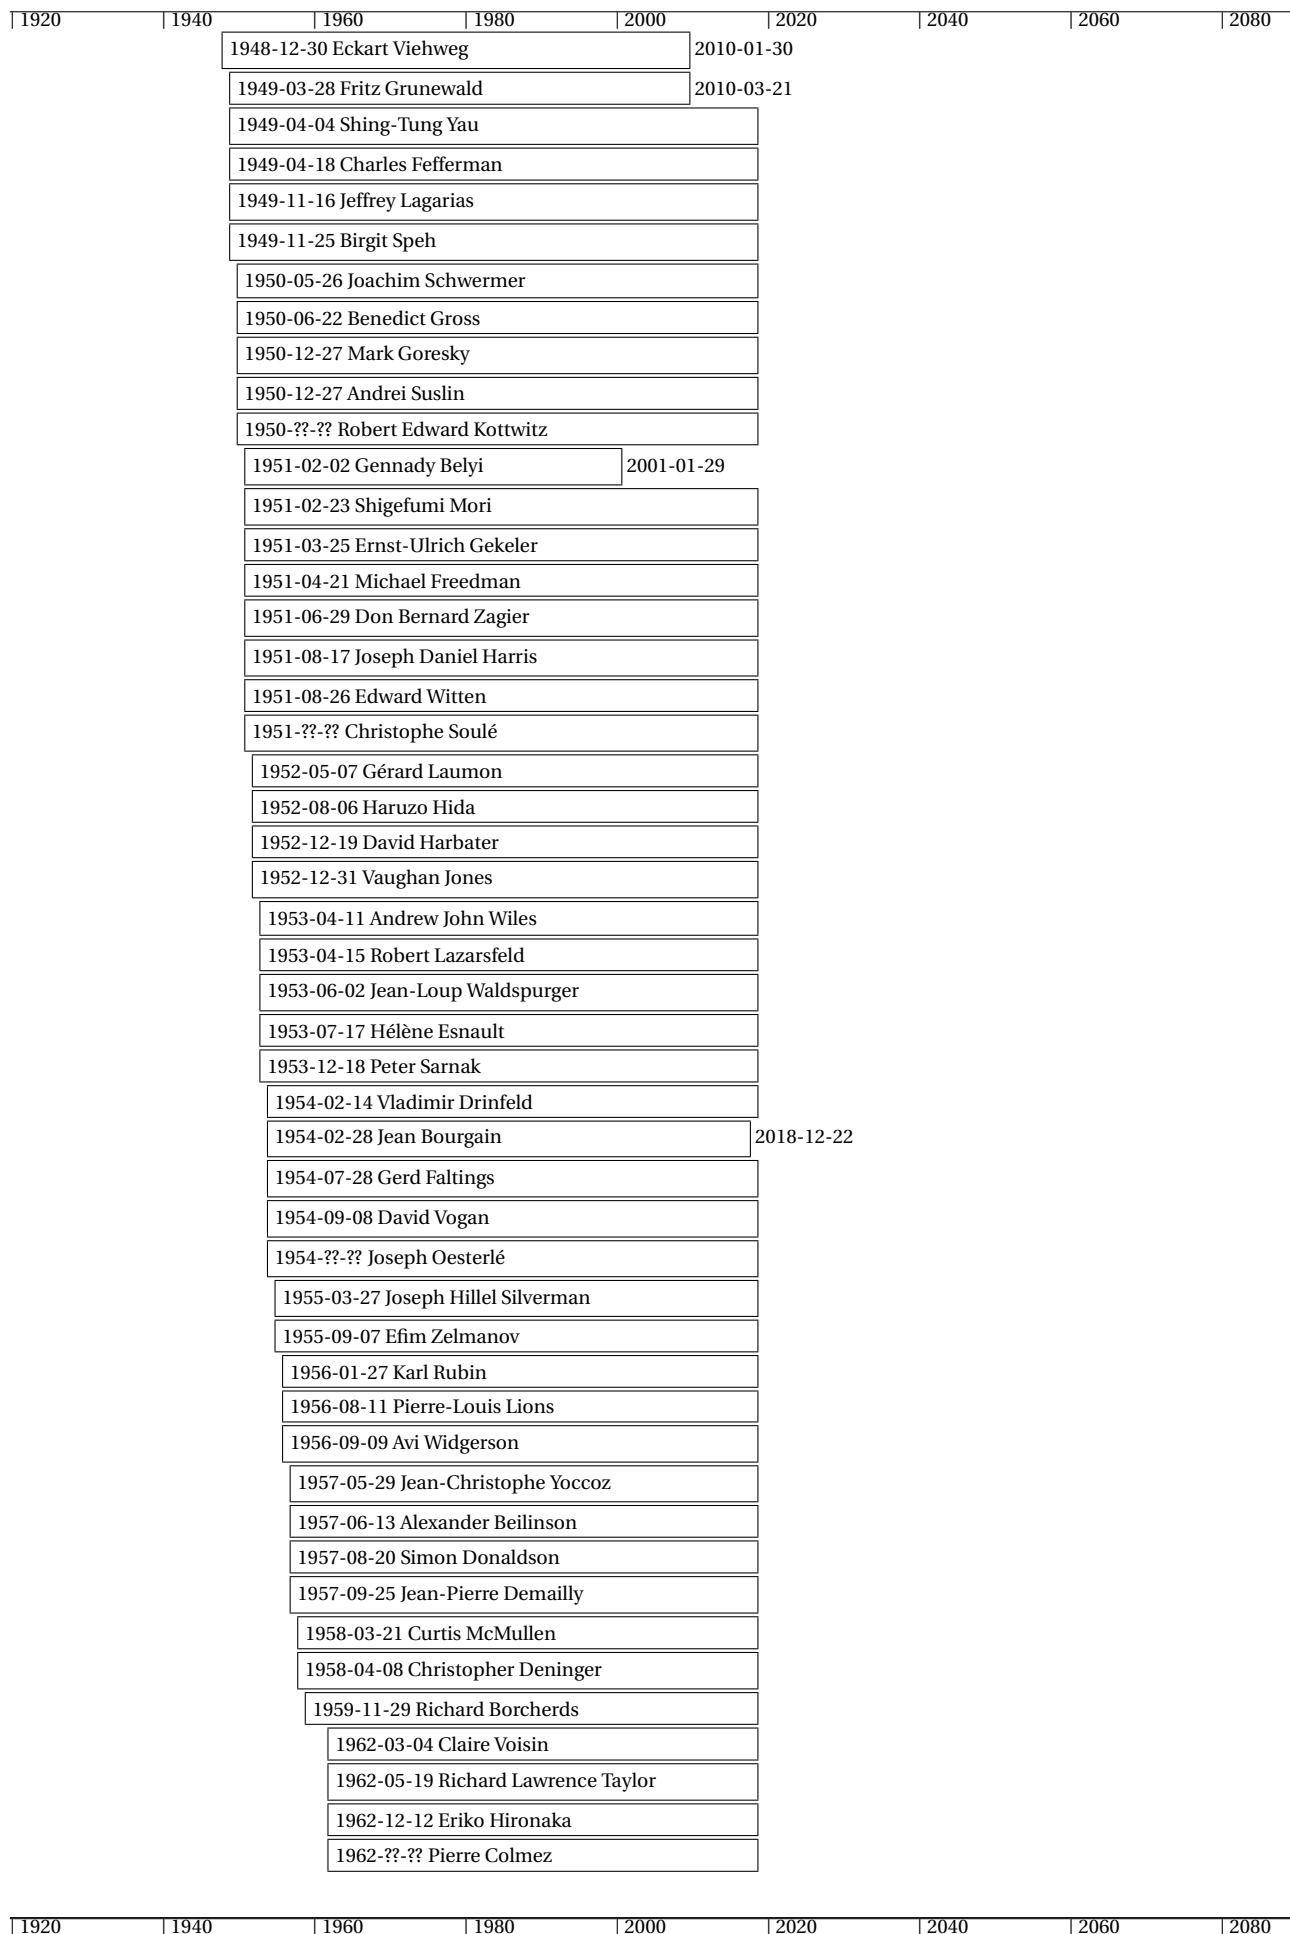 1920 1940 1960 1980 2000 2020 2040 2060 2080
1948-12-30 Eckart Viehweg 2010-01-30
1949-03-28 Fritz Grunewald 2010-03-21
1949-04-04 Shing-Tung Yau
1949-04-18 Charles Fefferman
1949-11-16 Jeffrey Lagarias
1949-11-25 Birgit Speh
1950-05-26 Joachim Schwermer
1950-06-22 Benedict Gross
1950-12-27 Mark Goresky
1950-12-27 Andrei Suslin
1950-??-?? Robert Edward Kottwitz
1951-02-02 Gennady Belyi 2001-01-29
1951-02-23 Shigefumi Mori
1951-03-25 Ernst-Ulrich Gekeler
1951-04-21 Michael Freedman
1951-06-29 Don Bernard Zagier
1951-08-17 Joseph Daniel Harris
1951-08-26 Edward Witten
1951-??-?? Christophe Soulé
1952-05-07 Gérard Laumon
1952-08-06 Haruzo Hida
1952-12-19 David Harbater
1952-12-31 Vaughan Jones
1953-04-11 Andrew John Wiles
1953-04-15 Robert Lazarsfeld
1953-06-02 Jean-Loup Waldspurger
1953-07-17 Hélène Esnault
1953-12-18 Peter Sarnak
1954-02-14 Vladimir Drinfeld
1954-02-28 Jean Bourgain 2018-12-22
1954-07-28 Gerd Faltings
1954-09-08 David Vogan
1954-??-?? Joseph Oesterlé
1955-03-27 Joseph Hillel Silverman
1955-09-07 Efim Zelmanov
1956-01-27 Karl Rubin
1956-08-11 Pierre-Louis Lions
1956-09-09 Avi Widgerson
1957-05-29 Jean-Christophe Yoccoz
1957-06-13 Alexander Beilinson
1957-08-20 Simon Donaldson
1957-09-25 Jean-Pierre Demailly
1958-03-21 Curtis McMullen
1958-04-08 Christopher Deninger
1959-11-29 Richard Borcherds
1962-03-04 Claire Voisin
1962-05-19 Richard Lawrence Taylor
1962-12-12 Eriko Hironaka
1962-??-?? Pierre Colmez
1920 1940 1960 1980 2000 2020 2040 2060 2080